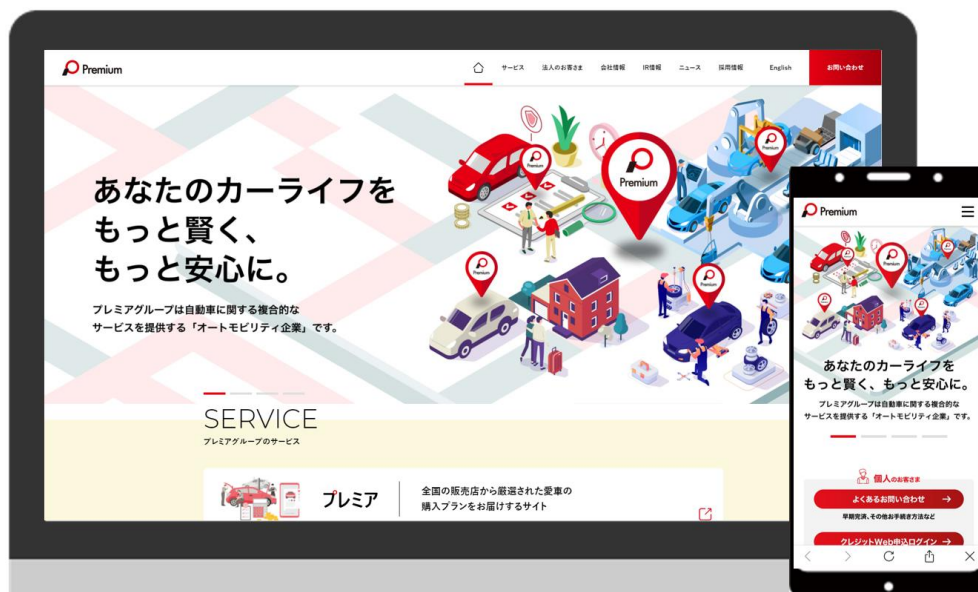 Premium
サービス
法人のお客さま
会社情報
IR情報
ニュース
採用情報
English
お問い合わせ
あなたのカーライフを
もっと賢く、
もっと安心に。
プレミアグループは自動車に関する複合的な
サービスを提供する「オートモビリティ企業」です。
Premium
Premium
Premium
Premium
Premium
SERVICE
プレミアグループのサービス
プレミア
全国の販売店から厳選された愛車の
購入プランをお届けするサイト
Premium
あなたのカーライフを
もっと賢く、もっと安心に。
プレミアグループは自動車に関する複合的な
サービスを提供する「オートモビリティ企業」です。
個人のお客さま
よくあるお問い合わせ
早期完済、その他お手続き方法など
クレジットWeb申込ログイン